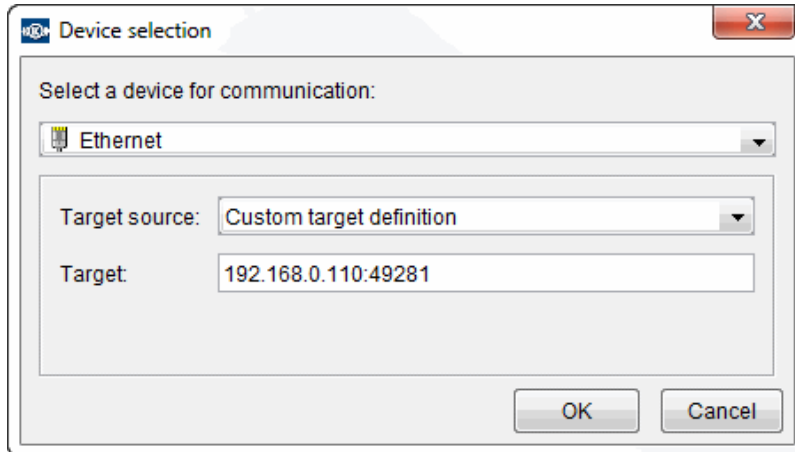 Device selection
Select a device for communication:
Ethernet
Target source: Custom target definition
Target: 192.168.0.110:49281
OK Cancel